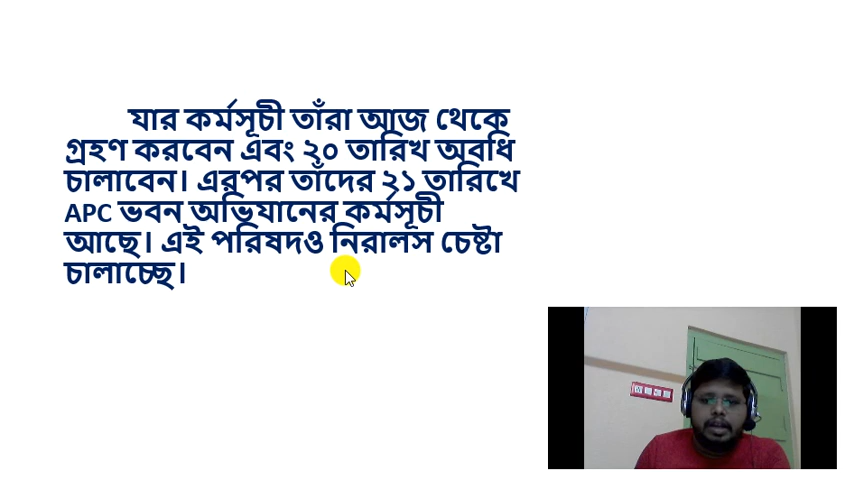 যার কর্মসূচী তাঁরা আজ থেকে
গ্রহণ করবেন এবং ২০ তারিখ অবধি
চালাবেন। এরপর তাঁদের ২১ তারিখে
APC ভবন অভিযানের কর্মসূচী
আছে। এই পরিষদও নিরালস চেষ্টা
চালাচ্ছে।